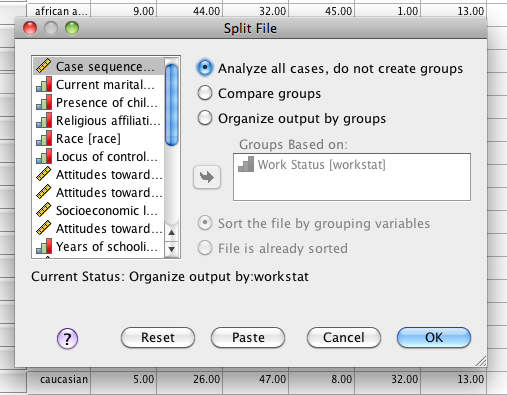 african a... 9.00 44.00 32.00 45.00 1.00 13.00
Split File
Case sequence...
Current marital...
Presence of chil...
Religious affiliati...
Race [race]
Locus of control...
Attitudes toward...
Attitudes toward...
Socioeconomic l...
Attitudes toward...
Years of schooli...
Analyze all cases, do not create groups
Compare groups
Organize output by groups
Groups Based on:
Work Status [workstat]
Sort the file by grouping variables
File is already sorted
Current Status: Organize output by:workstat
? Reset Paste Cancel OK
caucasian 5.00 26.00 47.00 8.00 32.00 13.00